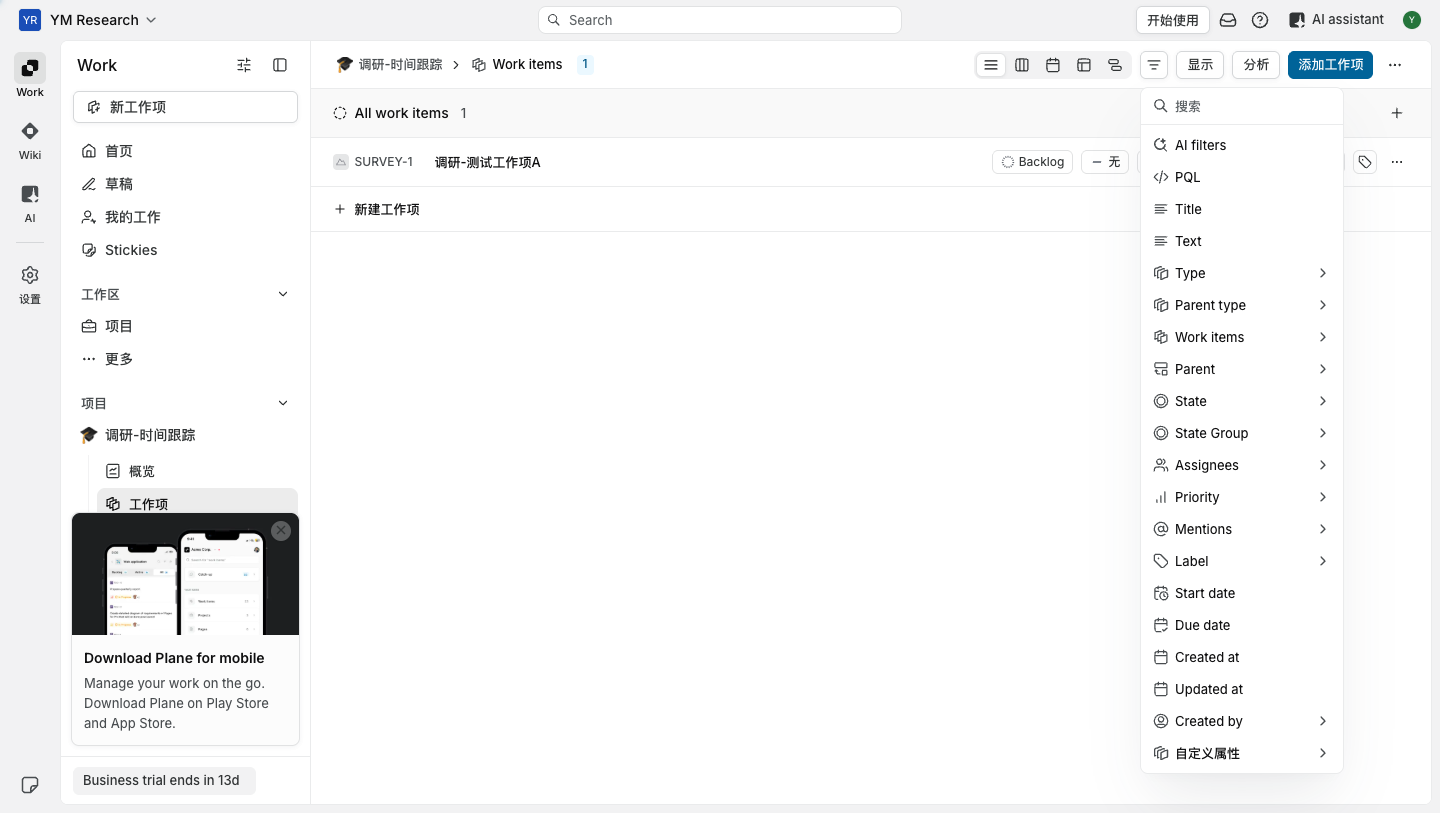 YR YM Research
Search
开始使用
AI assistant
Y
Work
Wiki
AI
设置
Work
新工作项
首页
草稿
我的工作
Stickies
工作区
项目
更多
项目
🎓 调研-时间跟踪
概览
工作项
Download Plane for mobile
Manage your work on the go.
Download Plane on Play Store
and App Store.
Business trial ends in 13d
🎓 调研-时间跟踪 > Work items 1
显示
分析
添加工作项
All work items 1
SURVEY-1 调研-测试工作项A
Backlog
无
新建工作项
搜索
AI filters
PQL
Title
Text
Type
Parent type
Work items
Parent
State
State Group
Assignees
Priority
Mentions
Label
Start date
Due date
Created at
Updated at
Created by
自定义属性